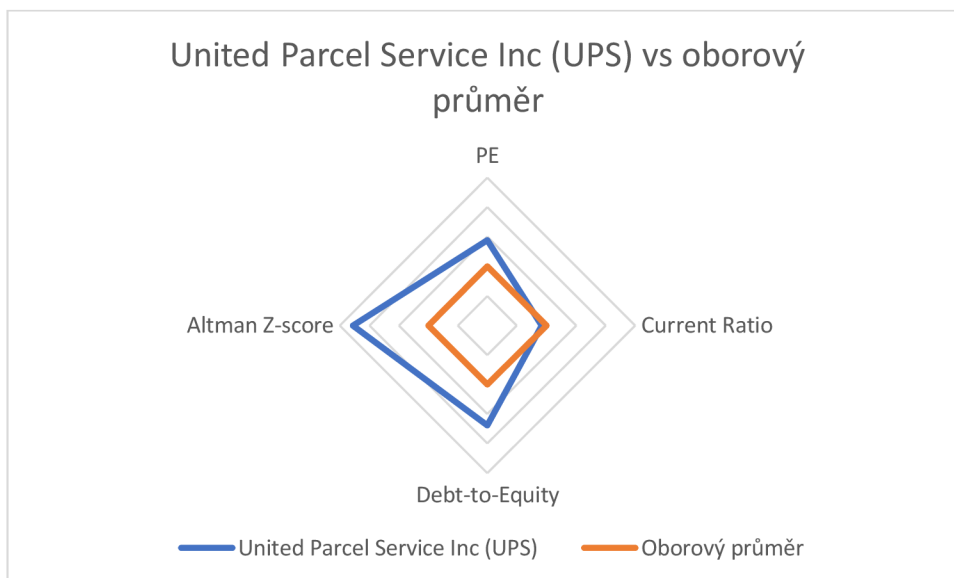 United Parcel Service Inc (UPS) vs oborový
průměr
PE
Altman Z-score
Current Ratio
Debt-to-Equity
United Parcel Service Inc (UPS)
Oborový průměr